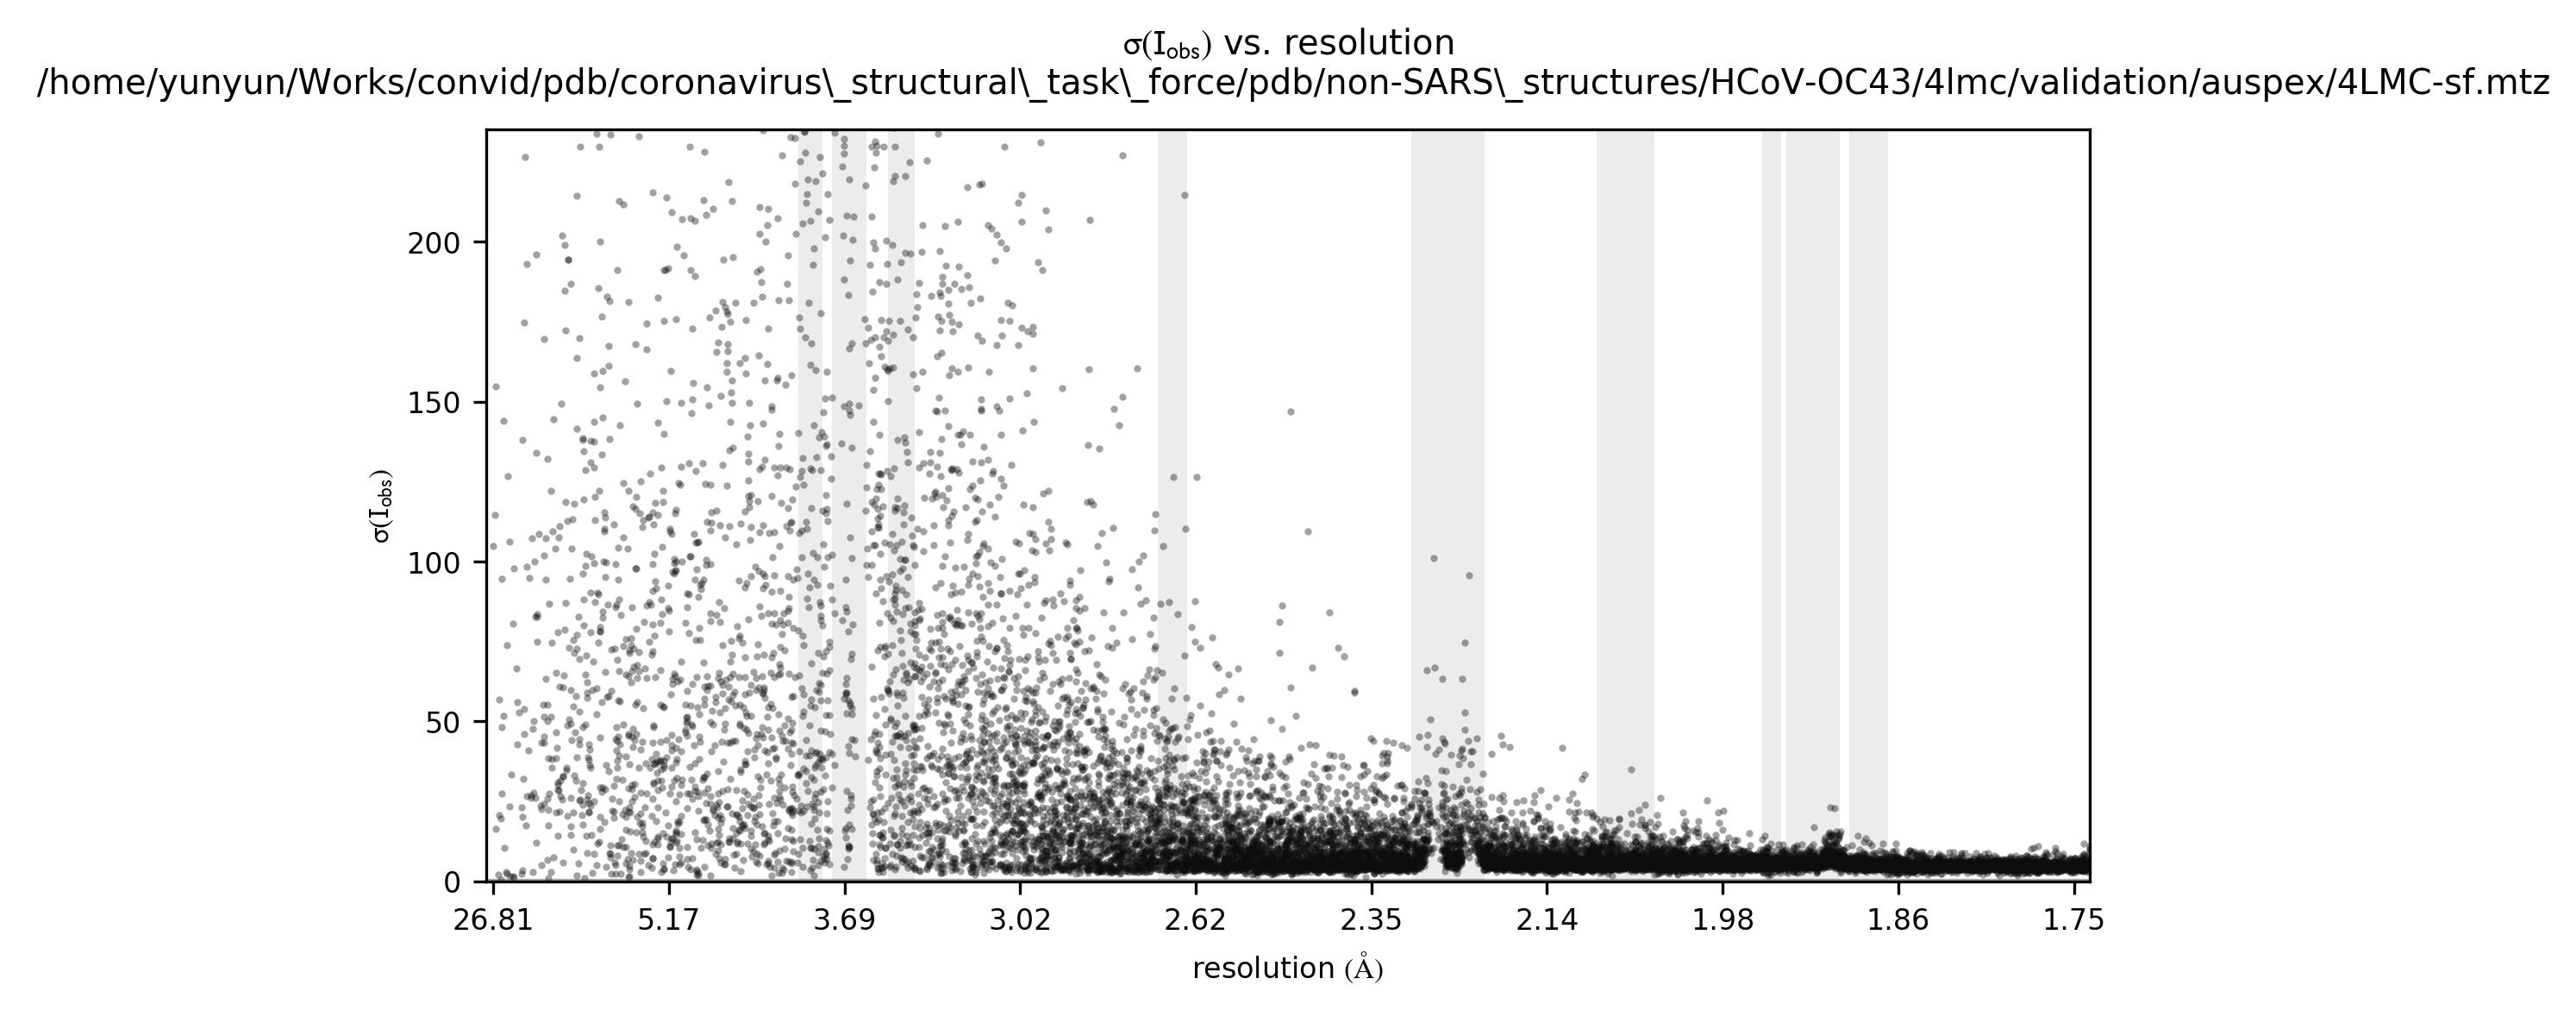 σ(I_obs) vs. resolution
/home/yunyun/Works/convid/pdb/coronavirus\_structural\_task\_force/pdb/non-SARS\_structures/HCoV-OC43/4lmc/validation/auspex/4LMC-sf.mtz
200
150
100
50
0
σ(I_obs)
26.81 5.17 3.69 3.02 2.62 2.35 2.14 1.98 1.86 1.75
resolution (Å)